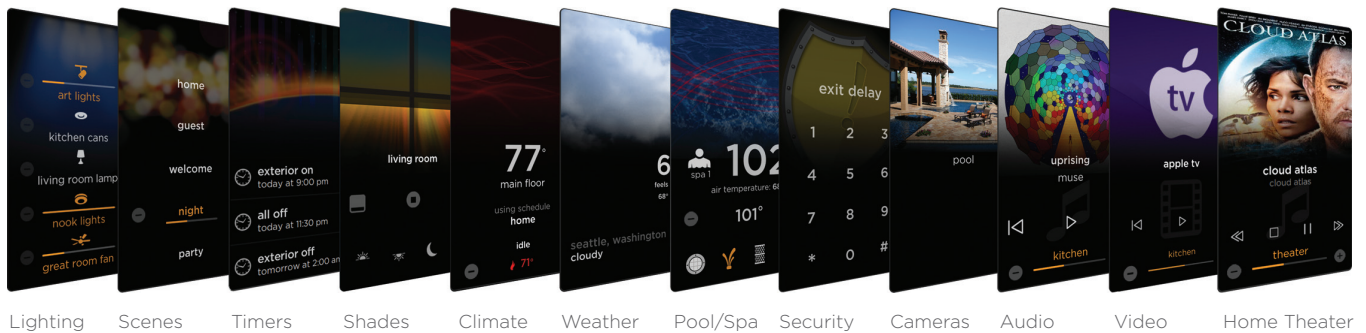 art lights
kitchen cans
living room lamp
nook lights
great room fan
home
guest
welcome
night
party
exterior on
today at 9:00 pm
all off
today at 11:30 pm
exterior off
tomorrow at 2:00 am
living room
77°
main floor
using schedule
home
idle
71°
6
feels
68°
seattle, washington
cloudy
spa 1
102
air temperature: 68
101°
exit delay
1 2 3
4 5 6
7 8 9
* 0 #
pool
uprising
muse
kitchen
tv
apple tv
kitchen
CLOUD ATLAS
cloud atlas
cloud atlas
theater
Lighting Scenes Timers Shades Climate Weather Pool/Spa Security Cameras Audio Video Home Theater